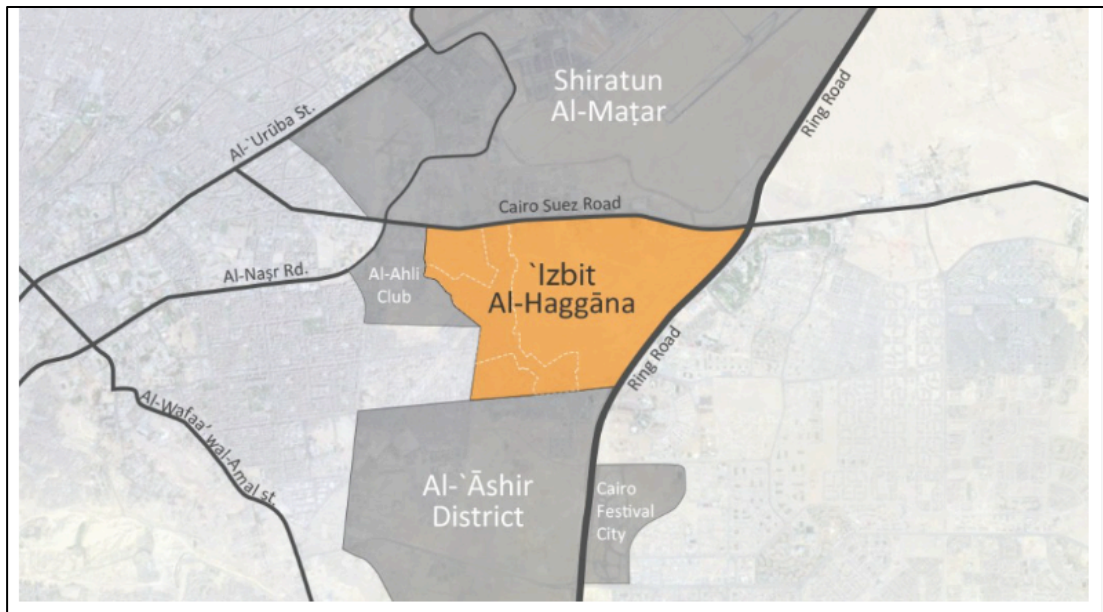 Shiratun
Al-Maṭar
Ring Road
Al-`Urūba St.
Cairo Suez Road
Al-Naṣr Rd.
Al-Ahlī
Club
`Izbit
Al-Haggāna
Ring Road
Al-Wafaa’ wal-Amal st.
Al-`Āshir
District
Cairo
Festival
City